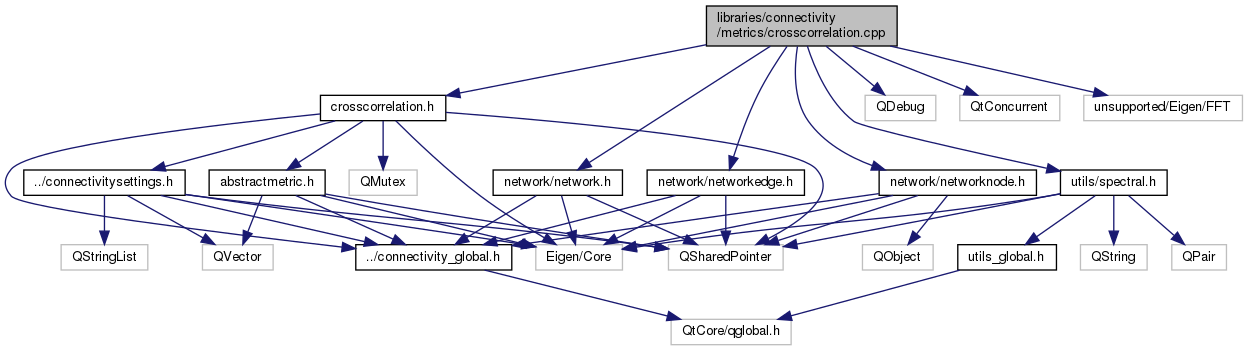 libraries/connectivity
/metrics/crosscorrelation.cpp
crosscorrelation.h
QDebug
QtConcurrent
unsupported/Eigen/FFT
../connectivitysettings.h
abstractmetric.h
QMutex
network/network.h
network/networkedge.h
network/networknode.h
utils/spectral.h
QStringList
QVector
../connectivity_global.h
Eigen/Core
QSharedPointer
QObject
utils_global.h
QString
QPair
QtCore/qglobal.h